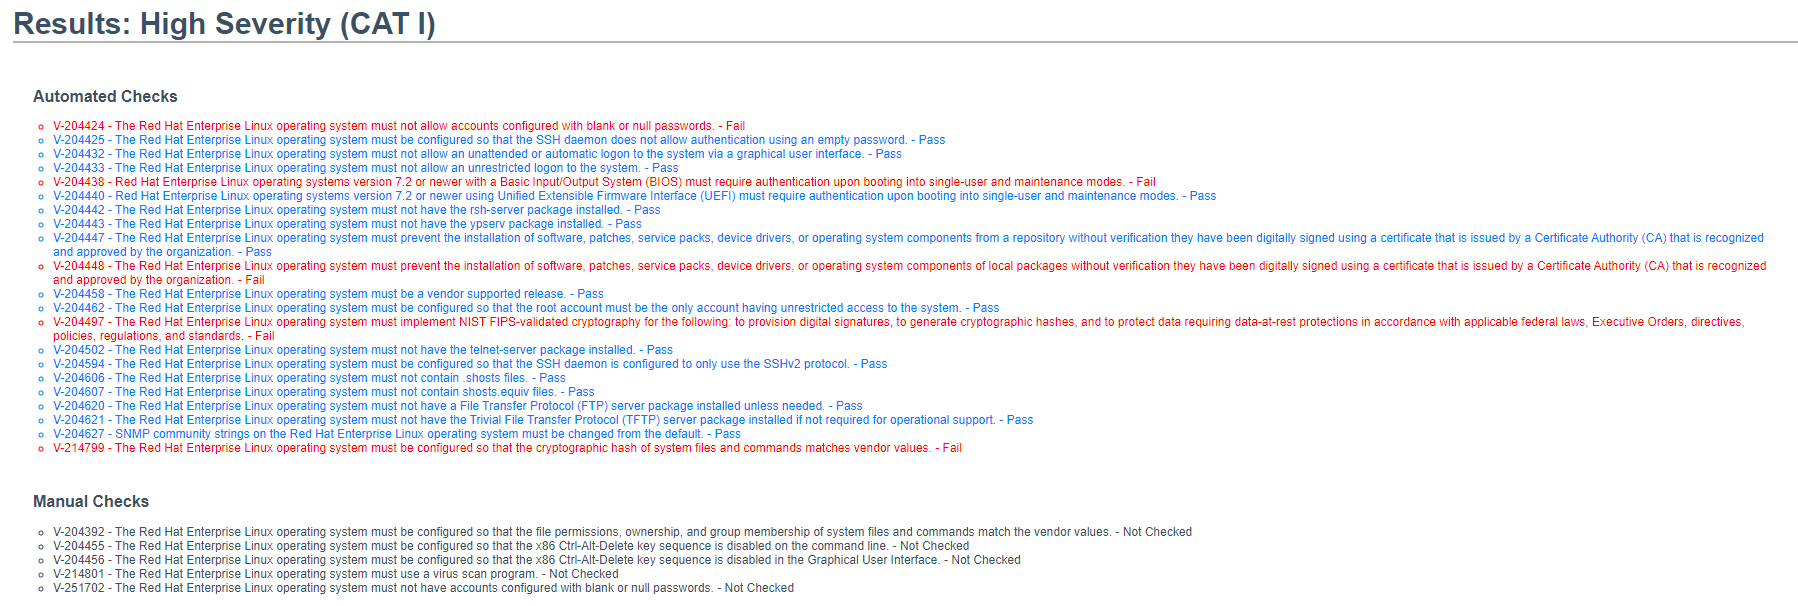 Results: High Severity (CAT I)
Automated Checks
V-204424 - The Red Hat Enterprise Linux operating system must not allow accounts configured with blank or null passwords. - Fail
V-204425 - The Red Hat Enterprise Linux operating system must be configured so that the SSH daemon does not allow authentication using an empty password. - Pass
V-204432 - The Red Hat Enterprise Linux operating system must not allow an unattended or automatic logon to the system via a graphical user interface. - Pass
V-204433 - The Red Hat Enterprise Linux operating system must not allow an unrestricted logon to the system. - Pass
V-204438 - Red Hat Enterprise Linux operating systems version 7.2 or newer with a Basic Input/Output System (BIOS) must require authentication upon booting into single-user and maintenance modes. - Fail
V-204440 - Red Hat Enterprise Linux operating systems version 7.2 or newer using Unified Extensible Firmware Interface (UEFI) must require authentication upon booting into single-user and maintenance modes. - Pass
V-204442 - The Red Hat Enterprise Linux operating system must not have the rsh-server package installed. - Pass
V-204443 - The Red Hat Enterprise Linux operating system must not have the ypserv package installed. - Pass
V-204447 - The Red Hat Enterprise Linux operating system must prevent the installation of software, patches, service packs, device drivers, or operating system components from a repository without verification they have been digitally signed using a certificate that is issued by a Certificate Authority (CA) that is recognized
and approved by the organization. - Pass
V-204448 - The Red Hat Enterprise Linux operating system must prevent the installation of software, patches, service packs, device drivers, or operating system components of local packages without verification they have been digitally signed using a certificate that is issued by a Certificate Authority (CA) that is recognized
and approved by the organization. - Fail
V-204458 - The Red Hat Enterprise Linux operating system must be a vendor supported release. - Pass
V-204462 - The Red Hat Enterprise Linux operating system must be configured so that the root account must be the only account having unrestricted access to the system. - Pass
V-204497 - The Red Hat Enterprise Linux operating system must implement NIST FIPS-validated cryptography for the following: to provision digital signatures, to generate cryptographic hashes, and to protect data requiring data-at-rest protections in accordance with applicable federal laws, Executive Orders, directives,
policies, regulations, and standards. - Fail
V-204502 - The Red Hat Enterprise Linux operating system must not have the telnet-server package installed. - Pass
V-204594 - The Red Hat Enterprise Linux operating system must be configured so that the SSH daemon is configured to only use the SSHv2 protocol. - Pass
V-204606 - The Red Hat Enterprise Linux operating system must not contain .shosts files. - Pass
V-204607 - The Red Hat Enterprise Linux operating system must not contain shosts.equiv files. - Pass
V-204620 - The Red Hat Enterprise Linux operating system must not have a File Transfer Protocol (FTP) server package installed unless needed. - Pass
V-204621 - The Red Hat Enterprise Linux operating system must not have the Trivial File Transfer Protocol (TFTP) server package installed if not required for operational support. - Pass
V-204627 - SNMP community strings on the Red Hat Enterprise Linux operating system must be changed from the default. - Pass
V-214799 - The Red Hat Enterprise Linux operating system must be configured so that the cryptographic hash of system files and commands matches vendor values. - Fail
Manual Checks
V-204392 - The Red Hat Enterprise Linux operating system must be configured so that the file permissions, ownership, and group membership of system files and commands match the vendor values. - Not Checked
V-204455 - The Red Hat Enterprise Linux operating system must be configured so that the x86 Ctrl-Alt-Delete key sequence is disabled on the command line. - Not Checked
V-204456 - The Red Hat Enterprise Linux operating system must be configured so that the x86 Ctrl-Alt-Delete key sequence is disabled in the Graphical User Interface. - Not Checked
V-214801 - The Red Hat Enterprise Linux operating system must use a virus scan program. - Not Checked
V-251702 - The Red Hat Enterprise Linux operating system must not have accounts configured with blank or null passwords. - Not Checked